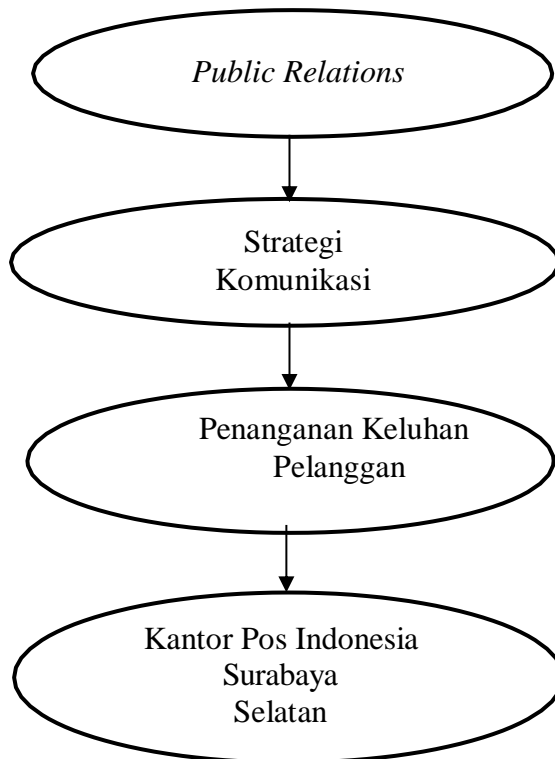 Public Relations
Strategi
Komunikasi
Penanganan Keluhan
Pelanggan
Kantor Pos Indonesia
Surabaya
Selatan